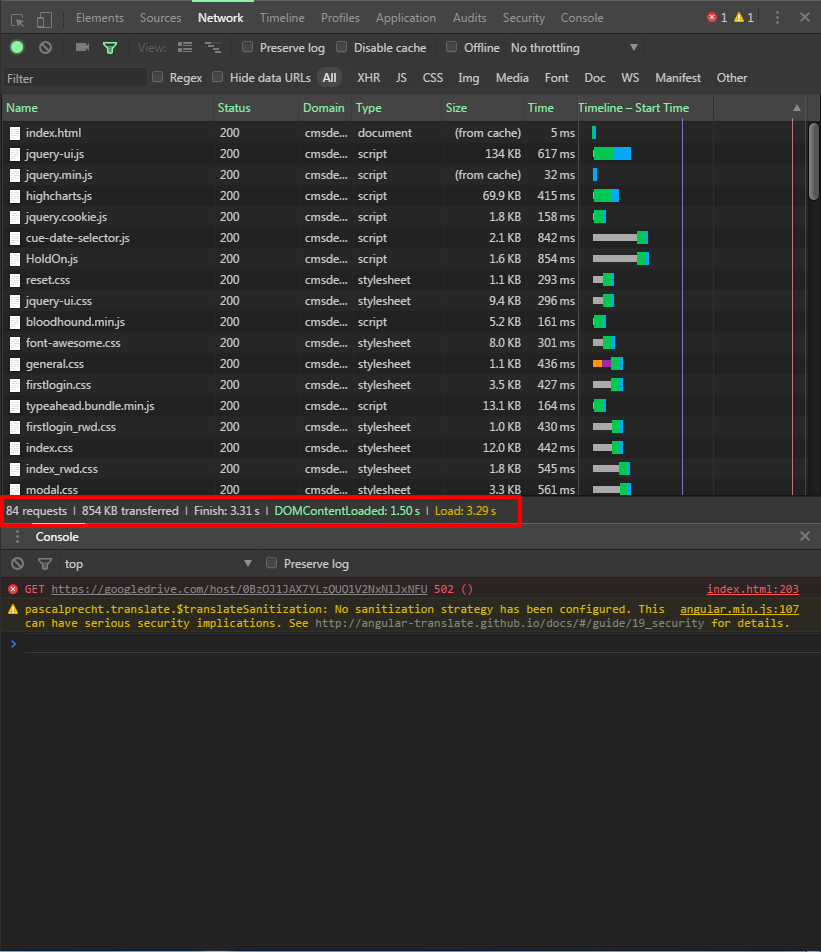 Elements Sources Network Timeline Profiles Application Audits Security Console 1 1
View: Preserve log Disable cache Offline No throttling
Filter Regex Hide data URLs All XHR JS CSS Img Media Font Doc WS Manifest Other
Name Status Domain Type Size Time Timeline – Start Time
index.html 200 cmsde... document (from cache) 5 ms
jquery-ui.js 200 cmsde... script 134 KB 617 ms
jquery.min.js 200 cmsde... script (from cache) 32 ms
highcharts.js 200 cmsde... script 69.9 KB 415 ms
jquery.cookie.js 200 cmsde... script 1.8 KB 158 ms
cue-date-selector.js 200 cmsde... script 2.1 KB 842 ms
HoldOn.js 200 cmsde... script 1.6 KB 854 ms
reset.css 200 cmsde... stylesheet 1.1 KB 293 ms
jquery-ui.css 200 cmsde... stylesheet 9.4 KB 296 ms
bloodhound.min.js 200 cmsde... script 5.2 KB 161 ms
font-awesome.css 200 cmsde... stylesheet 8.0 KB 301 ms
general.css 200 cmsde... stylesheet 1.1 KB 436 ms
firstlogin.css 200 cmsde... stylesheet 3.5 KB 427 ms
typeahead.bundle.min.js 200 cmsde... script 13.1 KB 164 ms
firstlogin_rwd.css 200 cmsde... stylesheet 1.0 KB 430 ms
index.css 200 cmsde... stylesheet 12.0 KB 442 ms
index_rwd.css 200 cmsde... stylesheet 1.8 KB 545 ms
modal.css 200 cmsde... stylesheet 3.3 KB 561 ms
84 requests | 854 KB transferred | Finish: 3.31 s | DOMContentLoaded: 1.50 s | Load: 3.29 s
Console
top Preserve log
GET https://googledrive.com/host/0BzOJ1JAX7YLzQUQ1V2NxNlJxNFU 502 () index.html:203
pascalprecht.translate.$translateSanitization: No sanitization strategy has been configured. This angular.min.js:107
can have serious security implications. See http://angular-translate.github.io/docs/#/guide/19_security for details.